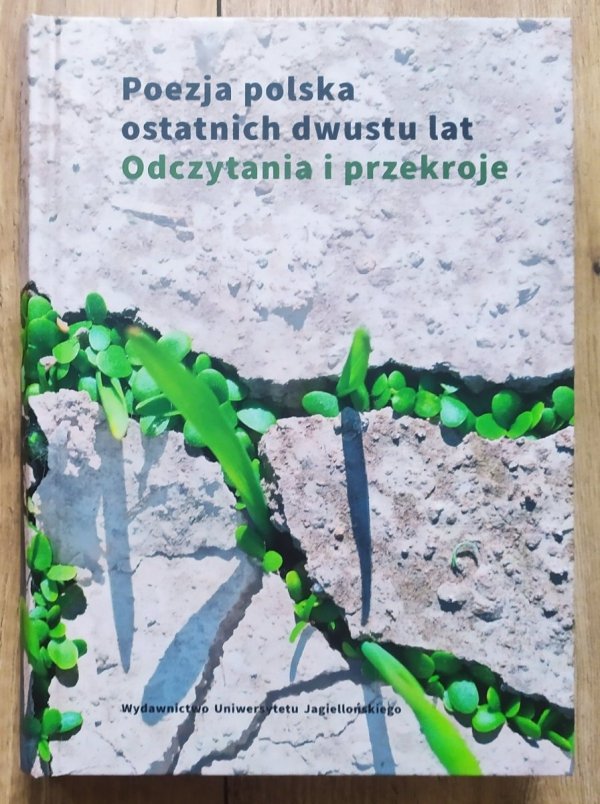 Poezja polska
ostatnich dwustu lat
Odczytania i przekroje
Wydawnictwo Uniwersytetu Jagiellońskiego